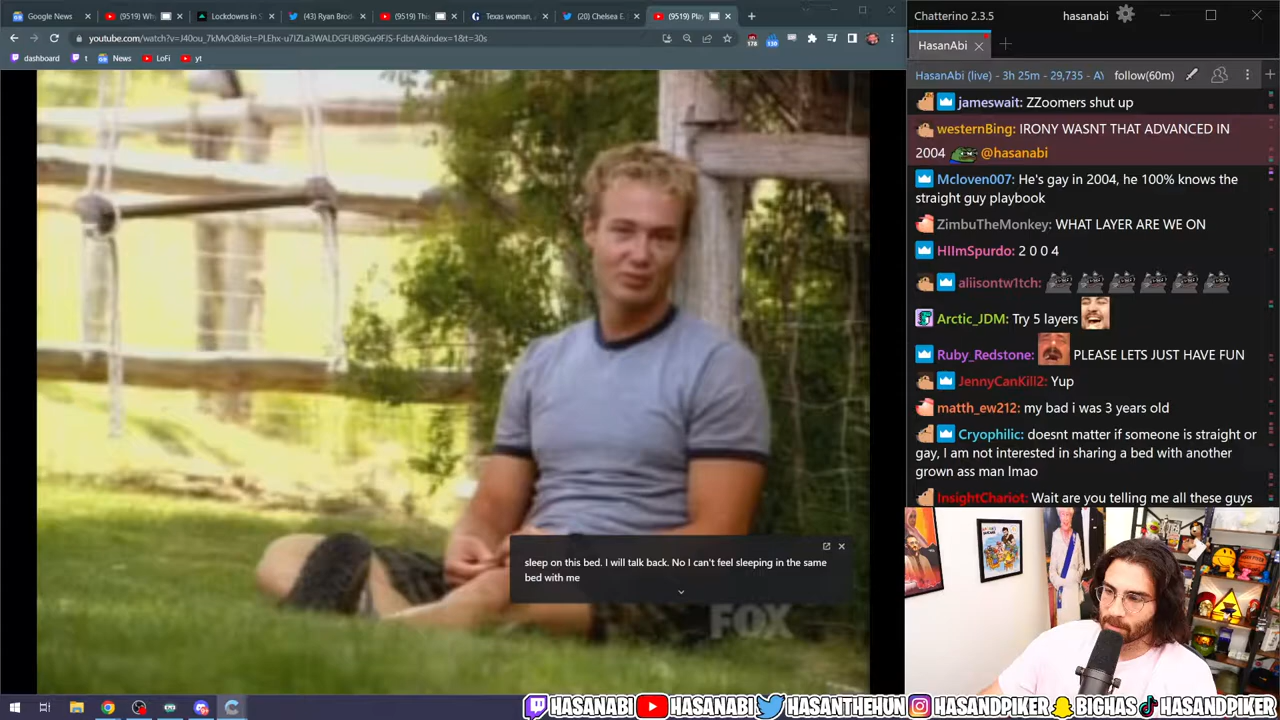 Google News
(9519) Wh
Lockdowns in S
(43) Ryan Brod
(9519) Thi
Texas woman,
(20) Chelsea E
(9519) Pla
youtube.com/watch?v=J40ou_7kMvQ&list=PLEhx-u7IZLa3WALDGFUB9Gw9FJS-FdbtA&index=1&t=30s
178
130
dashboard
t
News
LoFi
yt
sleep on this bed. I will talk back. No I can't feel sleeping in the same
bed with me
FOX
Chatterino 2.3.5
hasanabi
HasanAbi
HasanAbi (live) - 3h 25m - 29,735 - A
follow(60m)
jameswait: ZZoomers shut up
westernBing: IRONY WASNT THAT ADVANCED IN
2004 @hasanabi
Mcloven007: He's gay in 2004, he 100% knows the
straight guy playbook
ZimbuTheMonkey: WHAT LAYER ARE WE ON
HIImSpurdo: 2 0 0 4
aliisontw1tch:
Arctic_JDM: Try 5 layers
Ruby_Redstone: PLEASE LETS JUST HAVE FUN
JennyCanKill2: Yup
matth_ew212: my bad i was 3 years old
Cryophilic: doesnt matter if someone is straight or
gay, I am not interested in sharing a bed with another
grown ass man lmao
InsightChariot: Wait are you telling me all these guys
HASANABI
HASANABI
HASANTHEHUN
HASANDPIKER
BIGHAS
HASANDPIKER